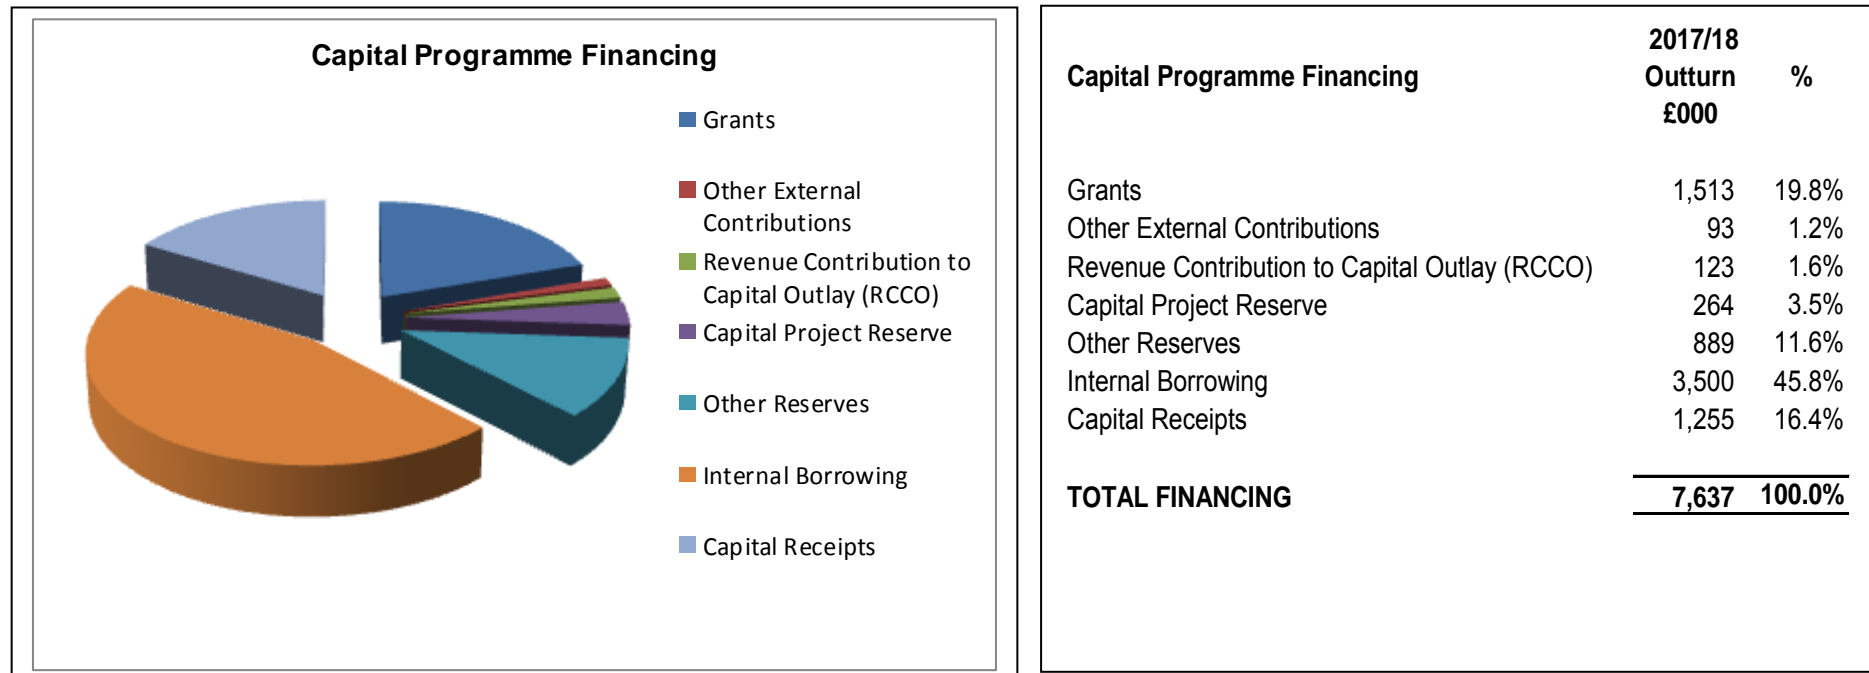 Capital Programme Financing
Grants
Other External
Contributions
Revenue Contribution to
Capital Outlay (RCCO)
Capital Project Reserve
Other Reserves
Internal Borrowing
Capital Receipts
2017/18
Capital Programme Financing Outturn %
£000
Grants 1,513 19.8%
Other External Contributions 93 1.2%
Revenue Contribution to Capital Outlay (RCCO) 123 1.6%
Capital Project Reserve 264 3.5%
Other Reserves 889 11.6%
Internal Borrowing 3,500 45.8%
Capital Receipts 1,255 16.4%
TOTAL FINANCING 7,637 100.0%